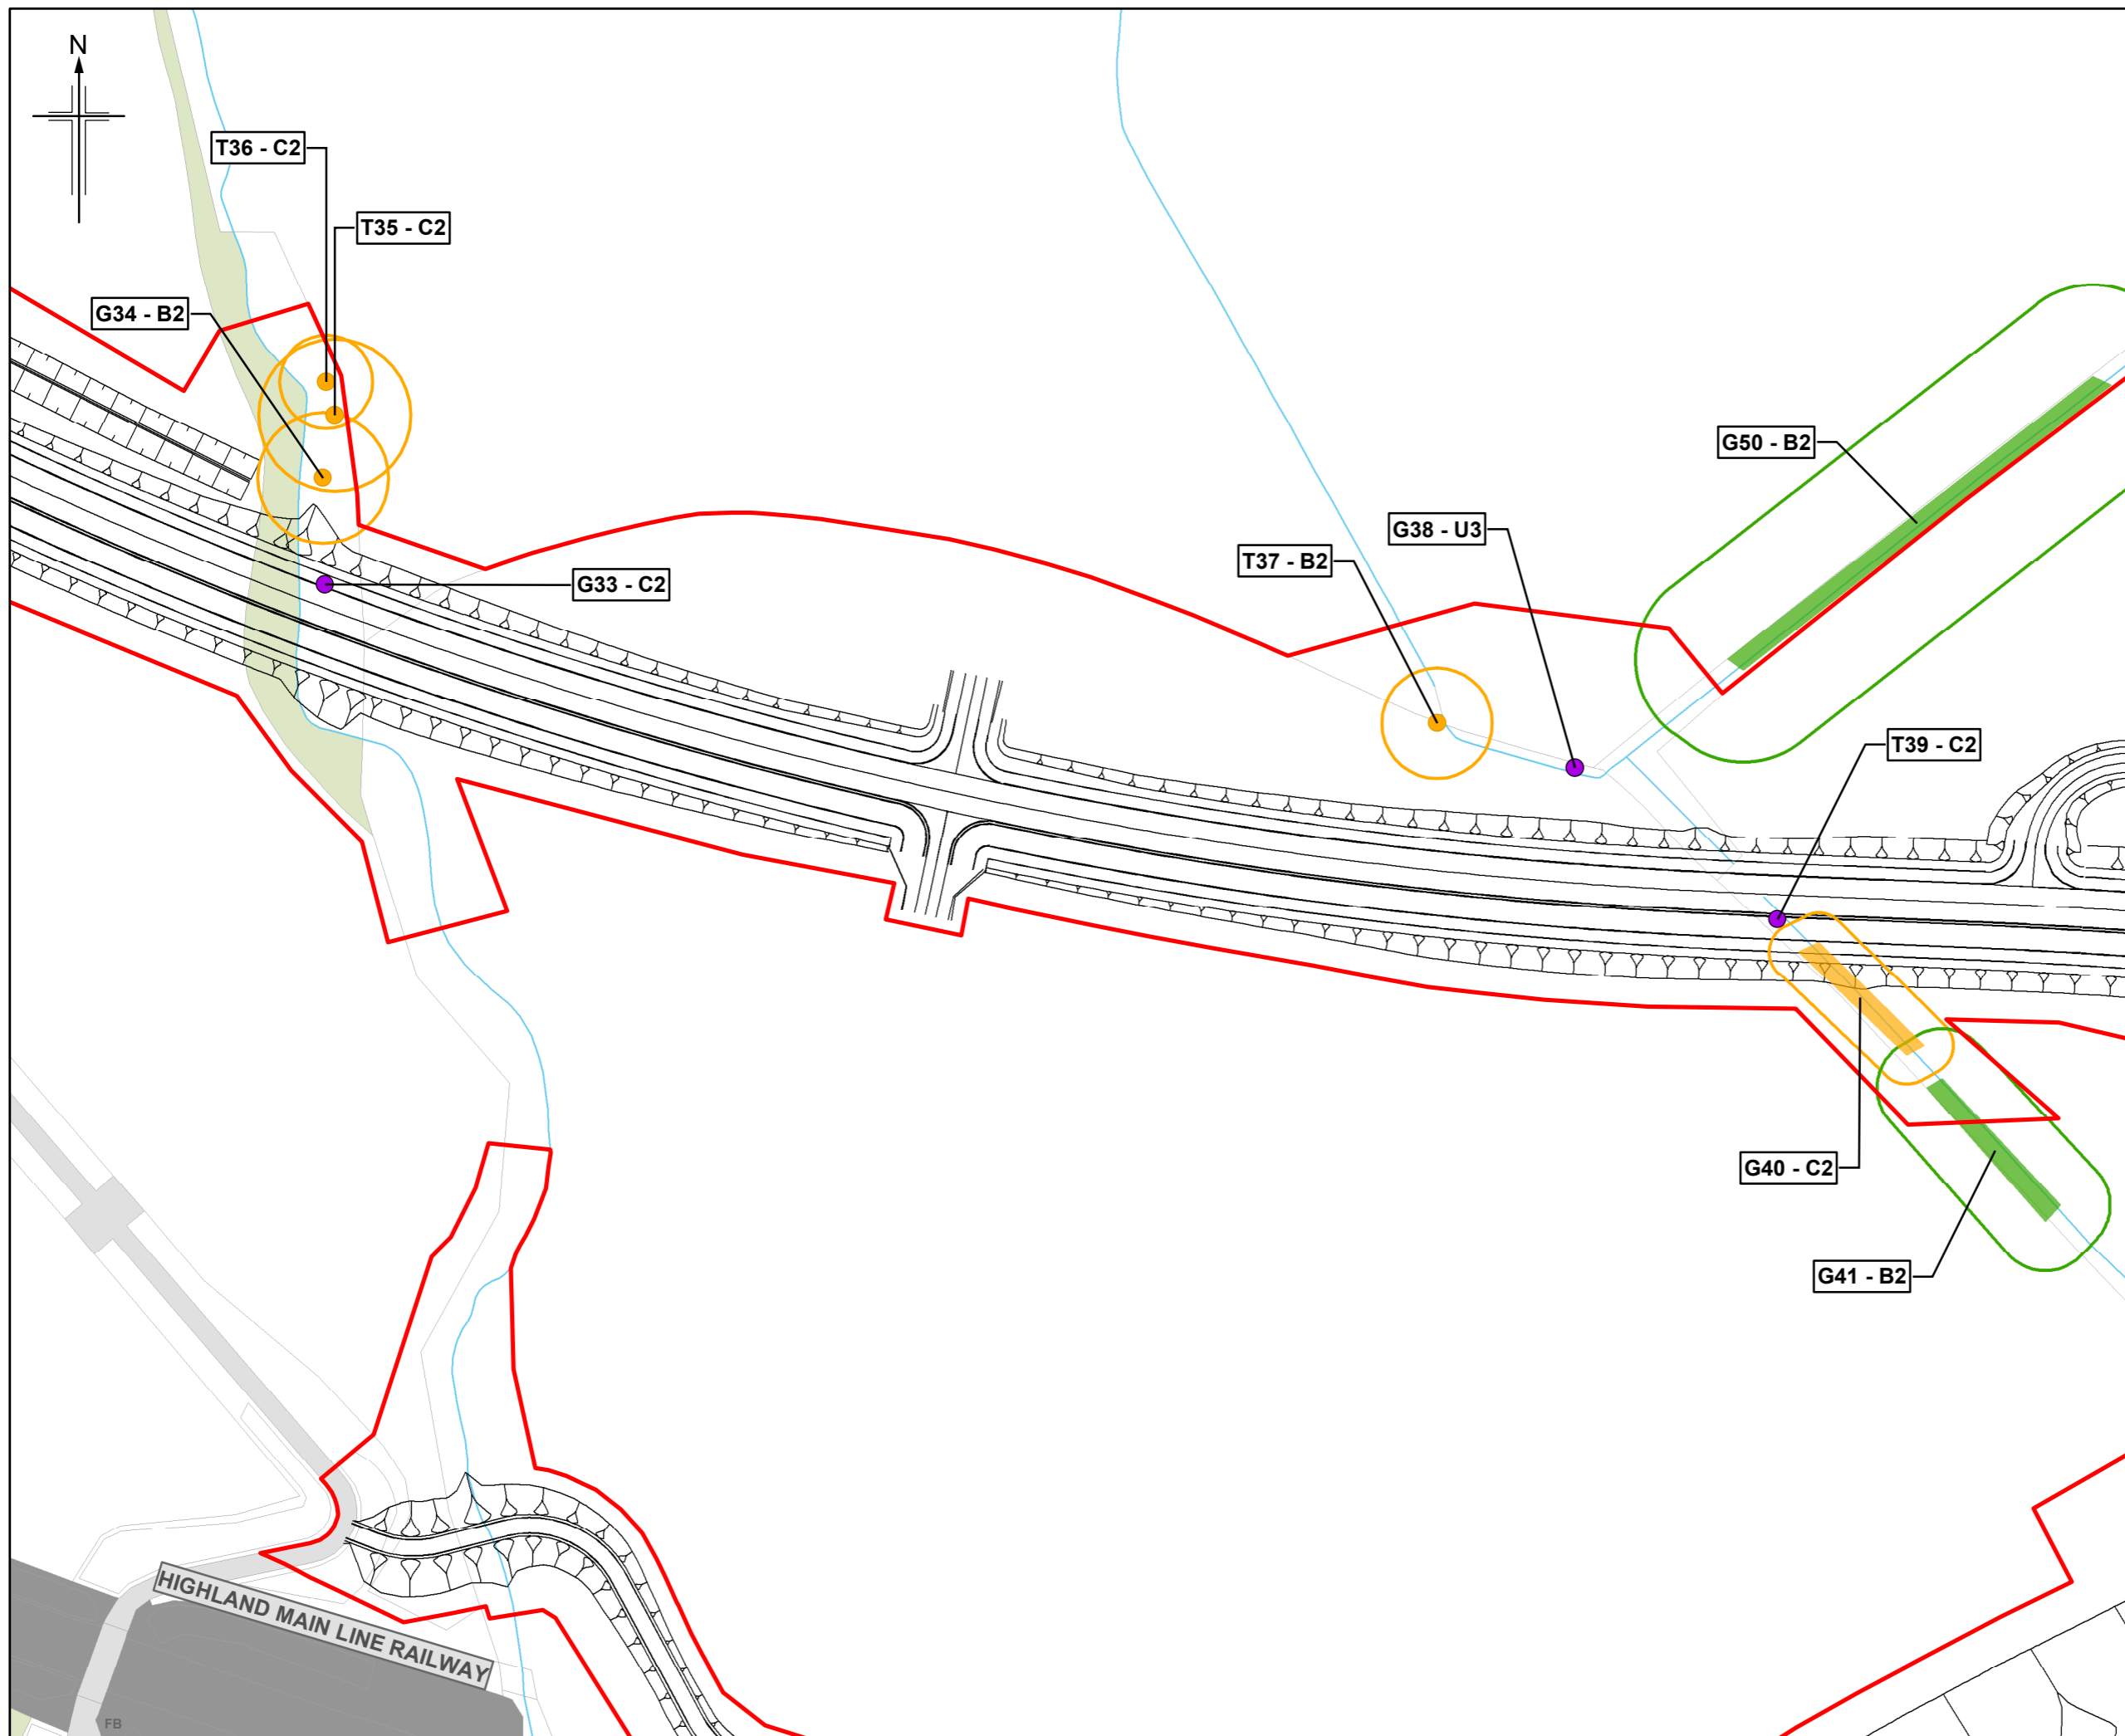 N
T36 - C2
T35 - C2
G34 - B2
G50 - B2
G38 - U3
T37 - B2
G33 - C2
T39 - C2
G40 - C2
G41 - B2
HIGHLAND MAIN LINE RAILWAY
FB